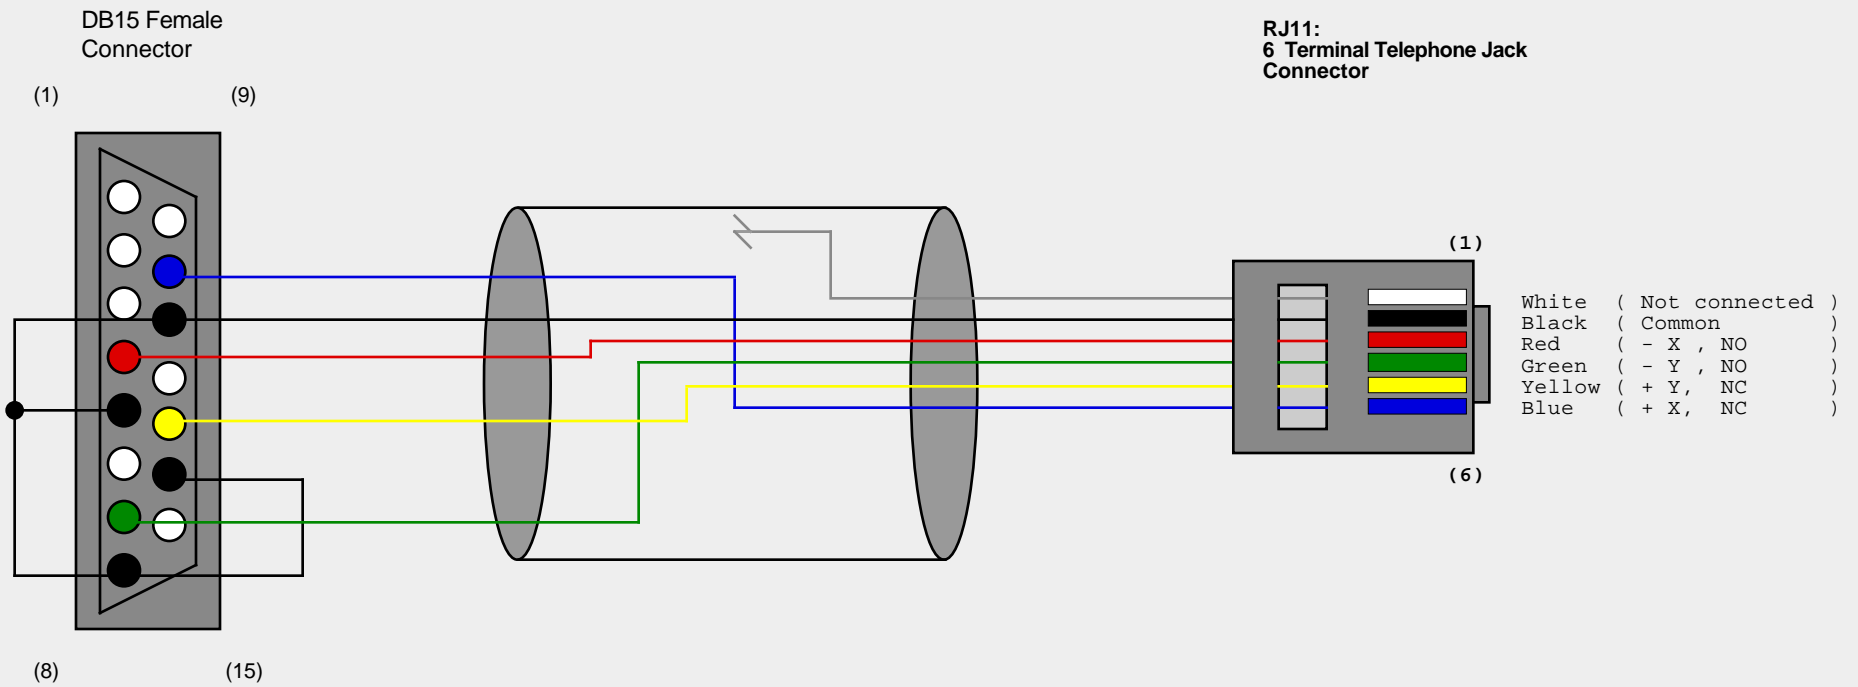 DB15 Female
Connector
RJ11:
6  Terminal Telephone Jack
Connector
(1)
(9)
(1)
White  ( Not connected )
Black  ( Common        )
Red    ( - X , NO      )
Green  ( - Y , NO      )
Yellow ( + Y,  NC      )
Blue   ( + X,  NC      )
(6)
(8)
(15)